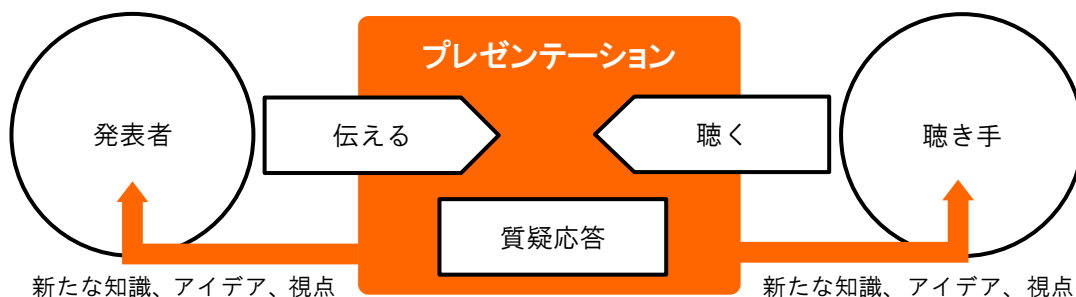 プレゼンテーション
発表者
伝える
聴く
聴き手
質疑応答
新たな知識、アイデア、視点
新たな知識、アイデア、視点